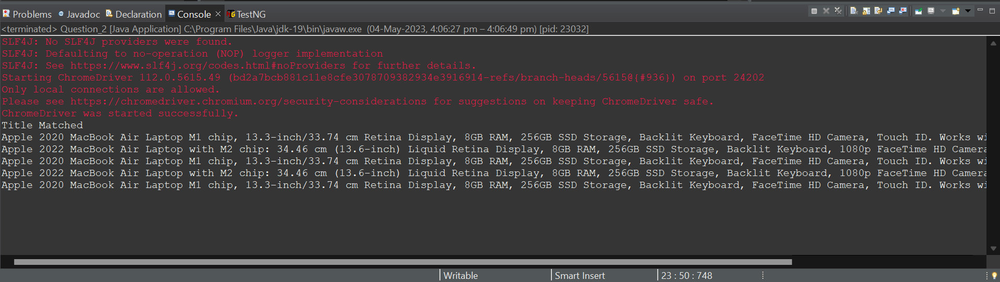 Problems Javadoc Declaration Console TestNG
<terminated> Question_2 [Java Application] C:\Program Files\Java\jdk-19\bin\javaw.exe (04-May-2023, 4:06:27 pm – 4:06:49 pm) [pid: 23032]
SLF4J: No SLF4J providers were found.
SLF4J: Defaulting to no-operation (NOP) logger implementation
SLF4J: See https://www.slf4j.org/codes.html#noProviders for further details.
Starting ChromeDriver 112.0.5615.49 (bd2a7bcb881c11e8cfe3078709382934e3916914-refs/branch-heads/5615@{#936}) on port 24202
Only local connections are allowed.
Please see https://chromedriver.chromium.org/security-considerations for suggestions on keeping ChromeDriver safe.
ChromeDriver was started successfully.
Title Matched
Apple 2020 MacBook Air Laptop M1 chip, 13.3-inch/33.74 cm Retina Display, 8GB RAM, 256GB SSD Storage, Backlit Keyboard, FaceTime HD Camera, Touch ID. Works wi
Apple 2022 MacBook Air Laptop with M2 chip: 34.46 cm (13.6-inch) Liquid Retina Display, 8GB RAM, 256GB SSD Storage, Backlit Keyboard, 1080p FaceTime HD Camera
Apple 2020 MacBook Air Laptop M1 chip, 13.3-inch/33.74 cm Retina Display, 8GB RAM, 256GB SSD Storage, Backlit Keyboard, FaceTime HD Camera, Touch ID. Works wi
Apple 2022 MacBook Air Laptop with M2 chip: 34.46 cm (13.6-inch) Liquid Retina Display, 8GB RAM, 256GB SSD Storage, Backlit Keyboard, 1080p FaceTime HD Camera
Apple 2020 MacBook Air Laptop M1 chip, 13.3-inch/33.74 cm Retina Display, 8GB RAM, 256GB SSD Storage, Backlit Keyboard, FaceTime HD Camera, Touch ID. Works wi
Writable Smart Insert 23 : 50 : 748